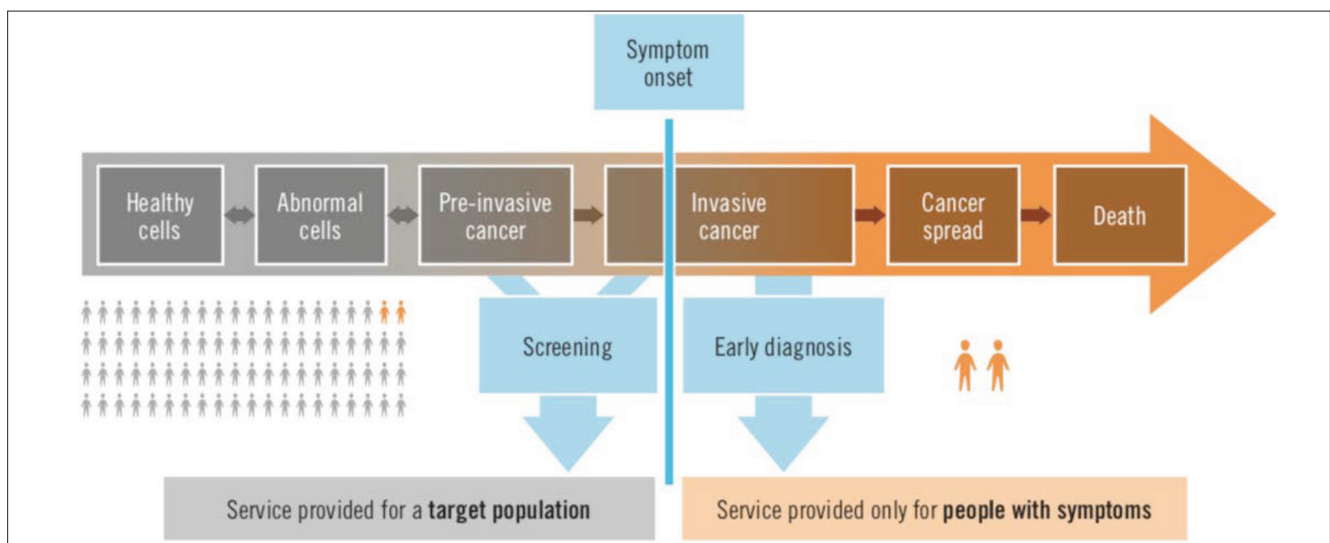 Symptom
onset
Healthy
cells
Abnormal
cells
Pre-invasive
cancer
Invasive
cancer
Cancer
spread
Death
Screening
Early diagnosis
Service provided for a target population
Service provided only for people with symptoms